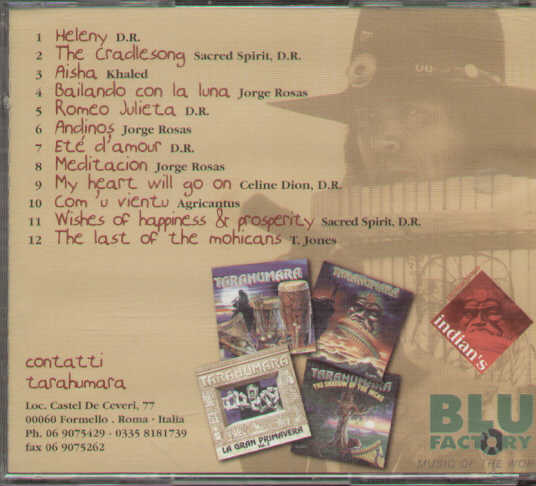 1 Heleny D.R.
2 The Cradlesong Sacred Spirit, D.R.
3 Aisha Khaled
4 Bailando con la luna Jorge Rosas
5 Romeo Julieta D.R.
6 Andinos Jorge Rosas
7 Eté d'amour D.R.
8 Meditacion Jorge Rosas
9 My heart will go on Celine Dion, D.R.
10 Com 'u vientu Agricantus
11 Wishes of happiness & prosperity Sacred Spirit, D.R.
12 The last of the mohicans T. Jones
TARAHUMARA
TARAHUMARA
indian's
TARAHUMARA
LA GRAN PRIMAVERA
TARAHUMARA
contatti
tarahumara
Loc. Castel De Ceveri, 77
00060 Formello . Roma · Italia
Ph. 06 9075429 · 0335 8181739
fax 06 9075262
BLU
FACTORY
MUSIC OF THE WOR